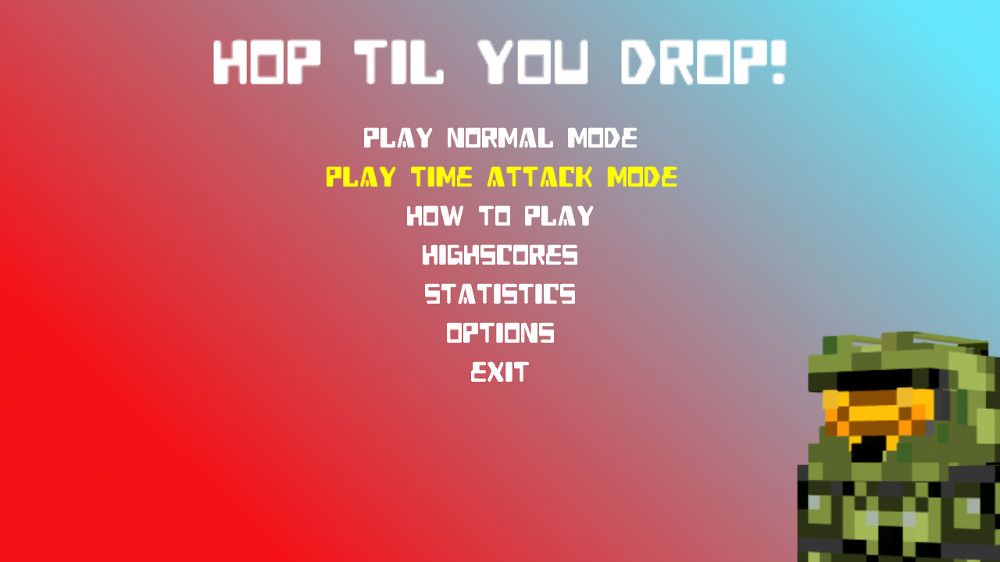 HOP TIL YOU DROP!
PLAY NORMAL MODE
PLAY TIME ATTACK MODE
HOW TO PLAY
HIGHSCORES
STATISTICS
OPTIONS
EXIT